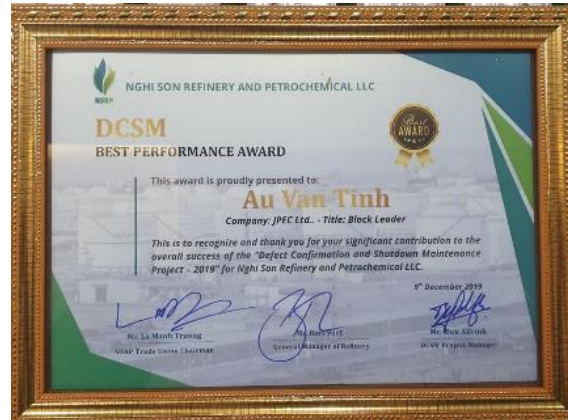 NSRP
NGHI SON REFINERY AND PETROCHEMICAL LLC
DCSM
BEST PERFORMANCE AWARD
Best
AWARD
This award is proudly presented to:
Au Van Tinh
Company: JPEC Ltd.. - Title: Block Leader
This is to recognize and thank you for your significant contribution to the
overall success of the "Defect Confirmation and Shutdown Maintenance
Project - 2019" for Nghi Son Refinery and Petrochemical LLC.
9th December 2019
Mr. Le Manh Truong
Mr.
Mr.
NSRP Trade Union Chairman
General Manager of Refinery
DCSM Project Manager